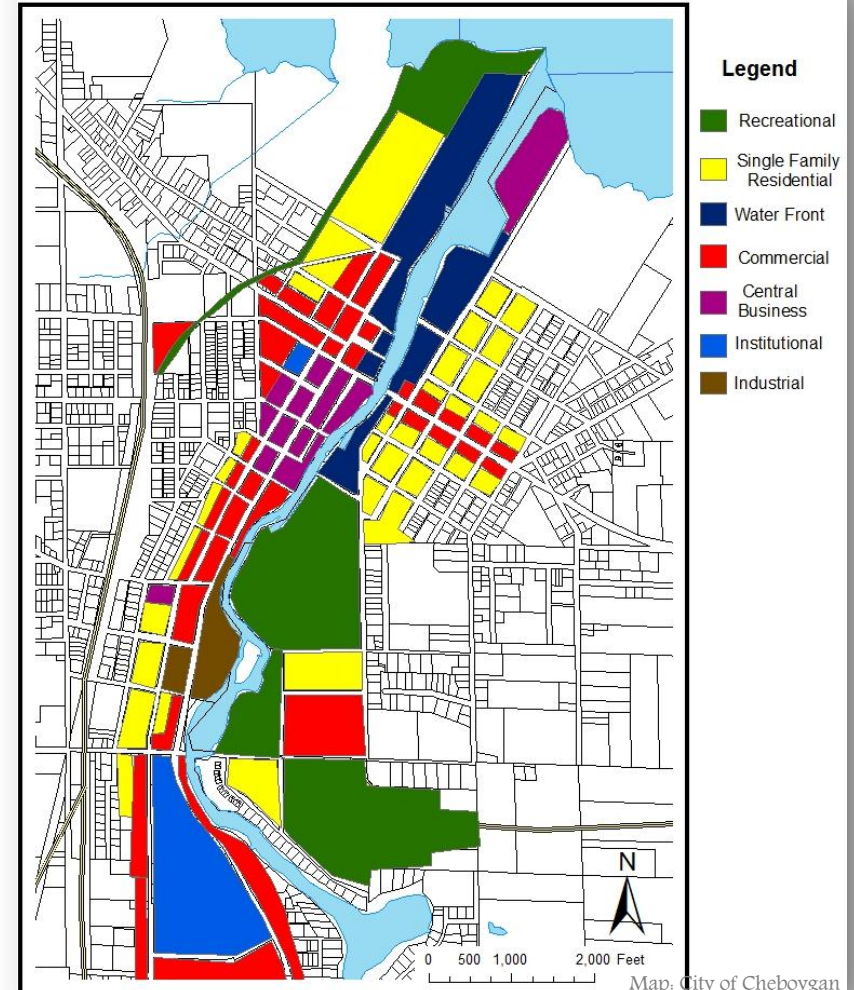 Legend
Recreational
Single Family
Residential
Water Front
Commercial
Central
Business
Institutional
Industrial
N
0 500 1,000 2,000 Feet
Map: City of Cheboygan